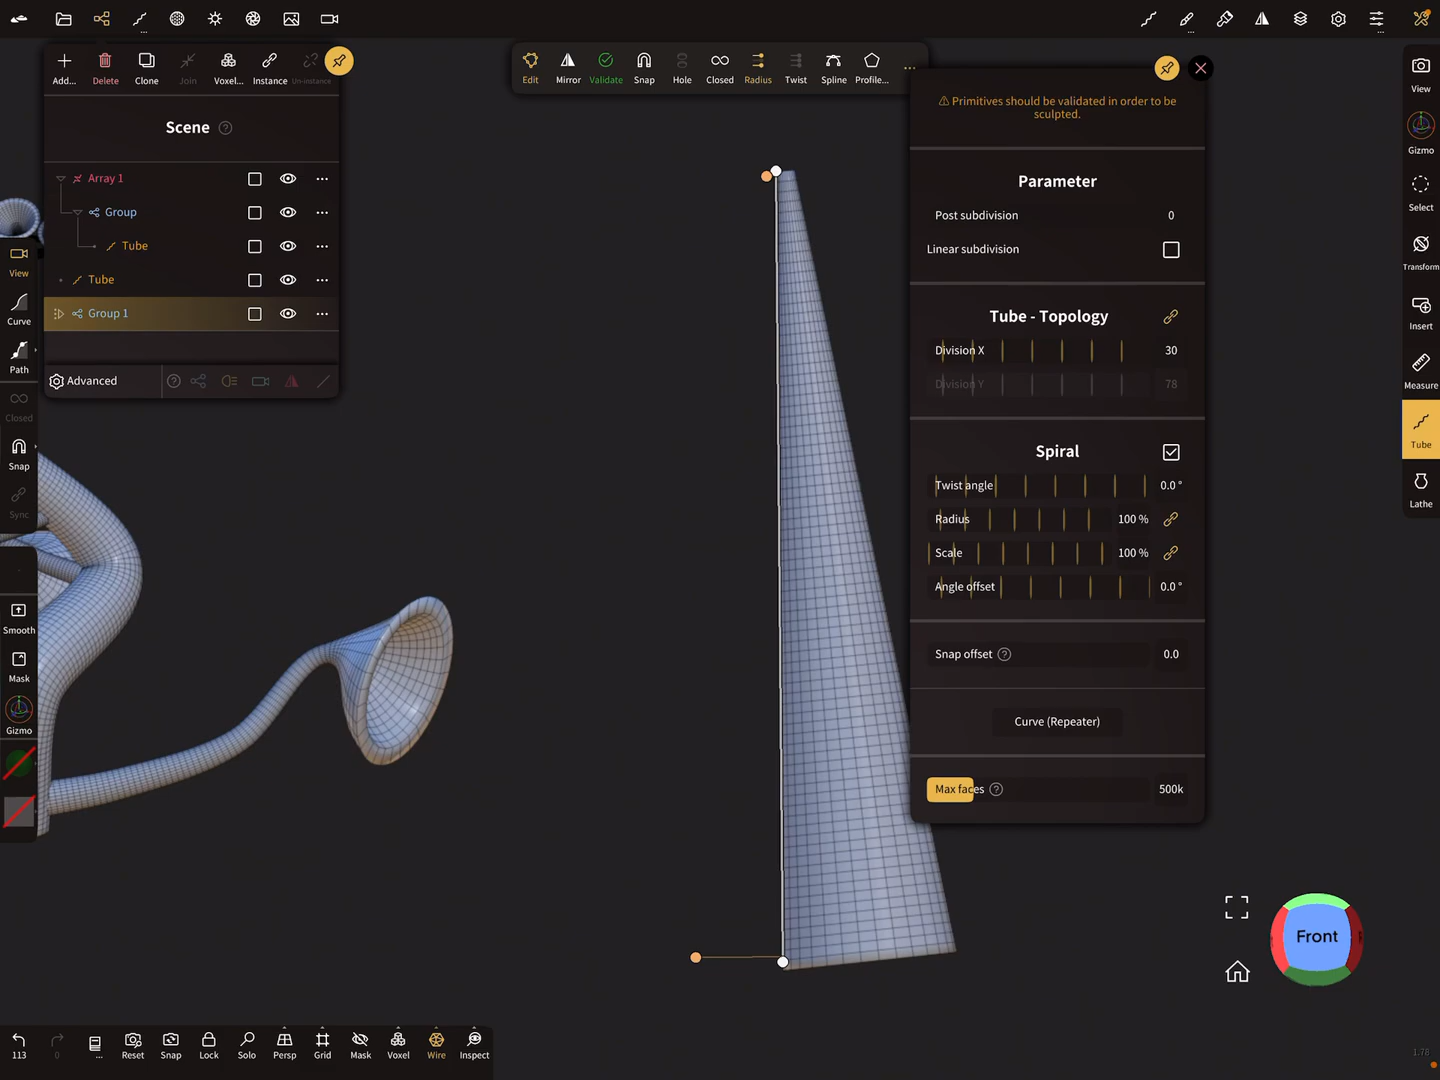 Add...
Delete
Clone
Join
Voxel...
Instance
Un-instance
Scene
Array 1
Group
Tube
Tube
Group 1
Advanced
View
Curve
Path
Closed
Snap
Sync
Smooth
Mask
Gizmo
Edit
Mirror
Validate
Snap
Hole
Closed
Radius
Twist
Spline
Profile...
Primitives should be validated in order to be
sculpted.
Parameter
Post subdivision 0
Linear subdivision
Tube - Topology
Division X 30
Division Y 78
Spiral
Twist angle 0.0 °
Radius 100 %
Scale 100 %
Angle offset 0.0 °
Snap offset ? 0.0
Curve (Repeater)
Max faces ? 500k
View
Gizmo
Select
Transform
Insert
Measure
Tube
Lathe
Front
113
0
...
Reset
Snap
Lock
Solo
Persp
Grid
Mask
Voxel
Wire
Inspect
1.78